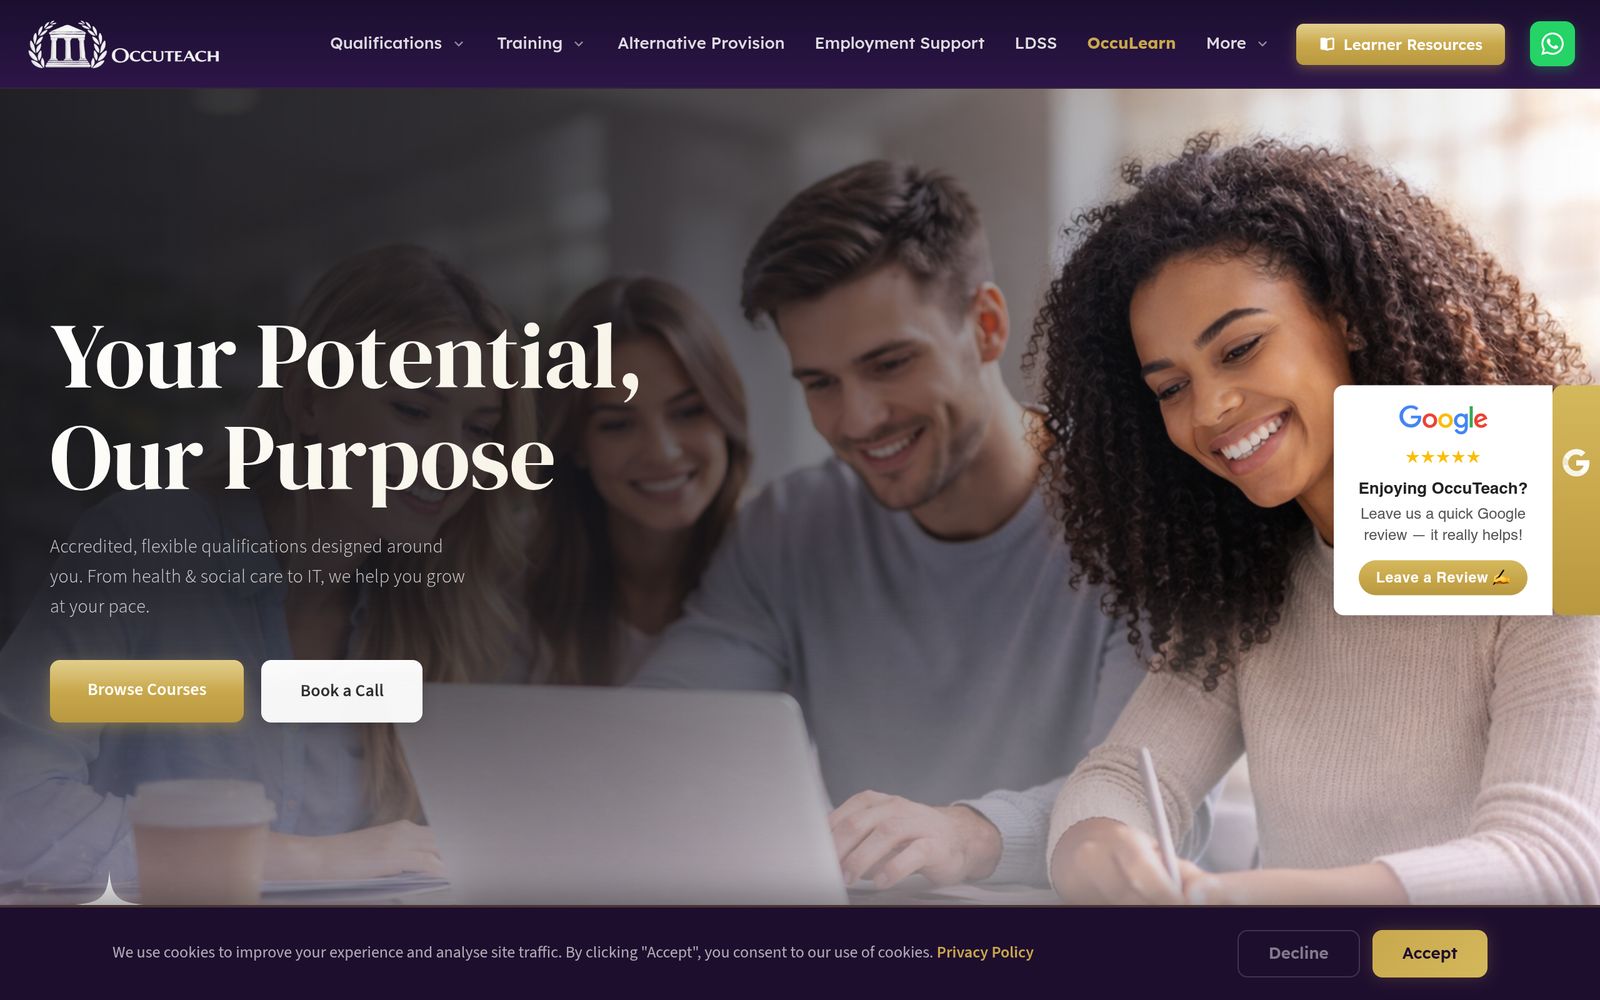 OCCUTEACH
Qualifications
Training
Alternative Provision
Employment Support
LDSS
OccuLearn
More
Learner Resources
Your Potential,
Our Purpose
Accredited, flexible qualifications designed around
you. From health & social care to IT, we help you grow
at your pace.
Browse Courses
Book a Call
Google
★★★★★
Enjoying OccuTeach?
Leave us a quick Google
review — it really helps!
Leave a Review ✍️
G
We use cookies to improve your experience and analyse site traffic. By clicking "Accept", you consent to our use of cookies. Privacy Policy
Decline
Accept